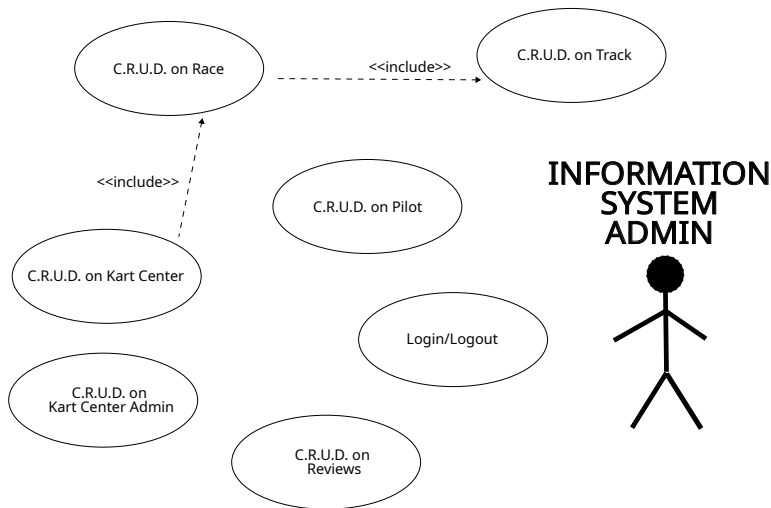 C.R.U.D. on Race
<<include>>
C.R.U.D. on Track
<<include>>
C.R.U.D. on Pilot
INFORMATION
SYSTEM
ADMIN
C.R.U.D. on Kart Center
Login/Logout
C.R.U.D. on
Kart Center Admin
C.R.U.D. on
Reviews